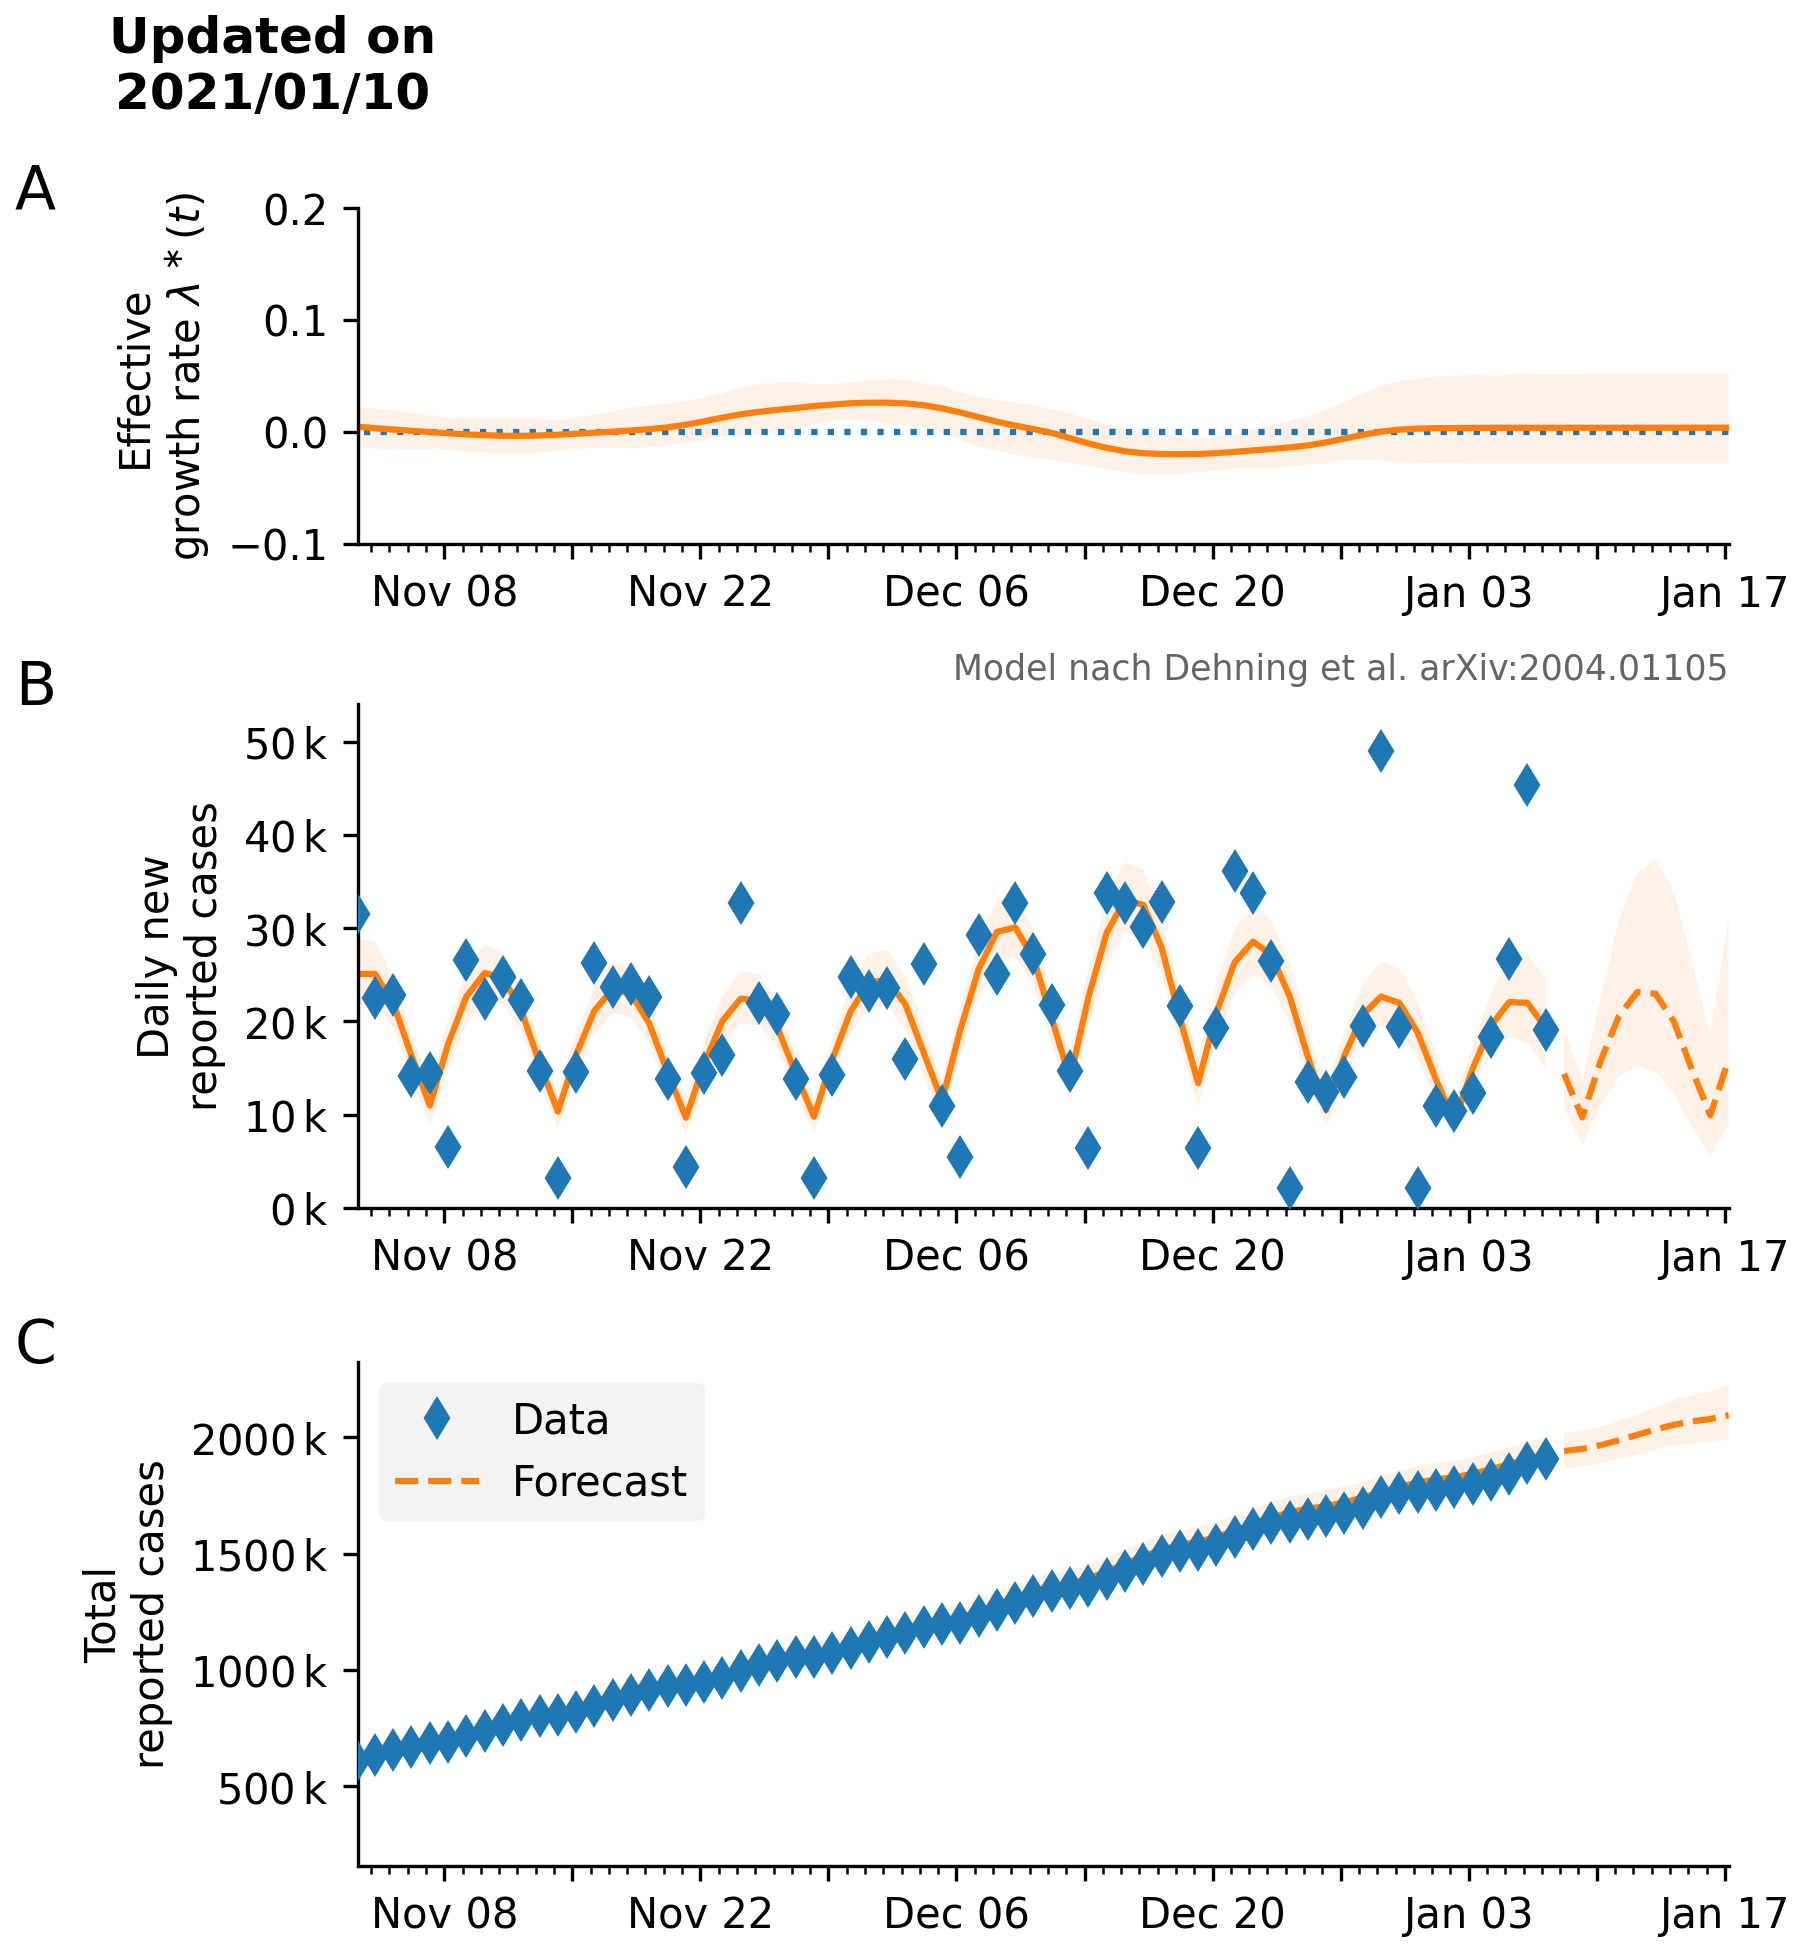 Updated on
2021/01/10
A
Effective
growth rate λ * (t)
0.2
0.1
0.0
−0.1
Nov 08
Nov 22
Dec 06
Dec 20
Jan 03
Jan 17
B
Model nach Dehning et al. arXiv:2004.01105
Daily new
reported cases
50 k
40 k
30 k
20 k
10 k
0 k
Nov 08
Nov 22
Dec 06
Dec 20
Jan 03
Jan 17
C
Total
reported cases
2000 k
1500 k
1000 k
500 k
Data
Forecast
Nov 08
Nov 22
Dec 06
Dec 20
Jan 03
Jan 17